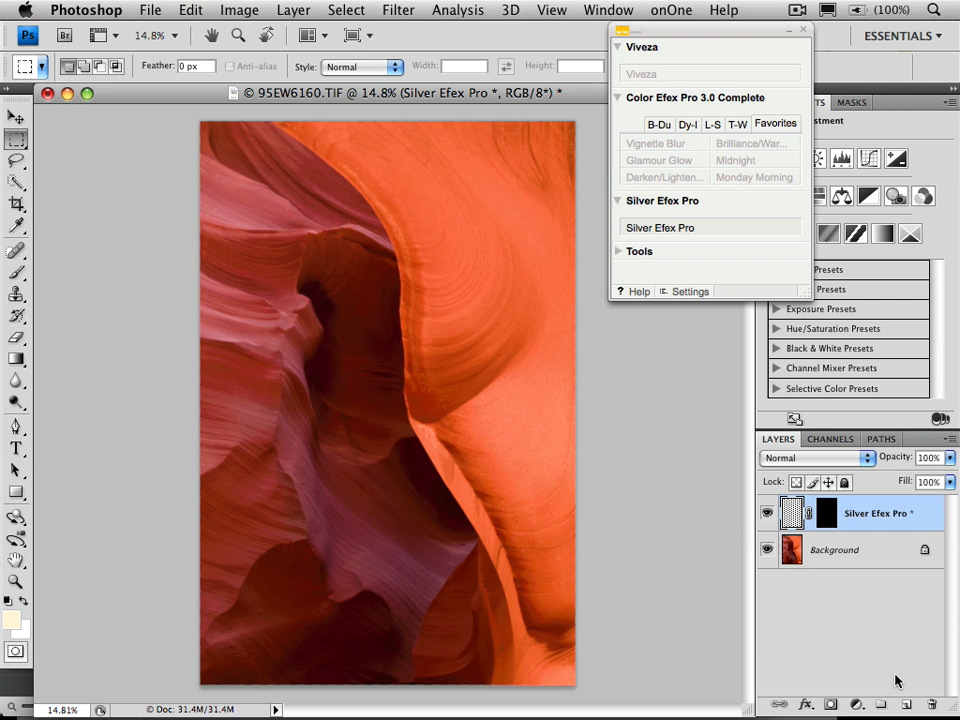 Photoshop File Edit Image Layer Select Filter Analysis 3D View Window onOne Help (100%)
Ps Br 14.8% ESSENTIALS
Feather: 0 px Anti-alias Style: Normal Width: Height:
© 95EW6160.TIF @ 14.8% (Silver Efex Pro *, RGB/8*) *
Viveza
Viveza
Color Efex Pro 3.0 Complete
B-Du Dy-I L-S T-W Favorites
Vignette Blur Brilliance/War...
Glamour Glow Midnight
Darken/Lighten... Monday Morning
Silver Efex Pro
Silver Efex Pro
Tools
? Help Settings
TS MASKS
stment
Presets
Presets
Exposure Presets
Hue/Saturation Presets
Black & White Presets
Channel Mixer Presets
Selective Color Presets
LAYERS CHANNELS PATHS
Normal Opacity: 100%
Lock: Fill: 100%
Silver Efex Pro *
Background
fx
T
14.81% © Doc: 31.4M/31.4M